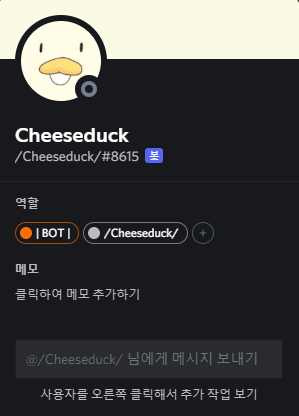 Cheeseduck
/Cheeseduck/#8615 봇
역할
| BOT | /Cheeseduck/ +
메모
클릭하여 메모 추가하기
@/Cheeseduck/ 님에게 메시지 보내기
사용자를 오른쪽 클릭해서 추가 작업 보기